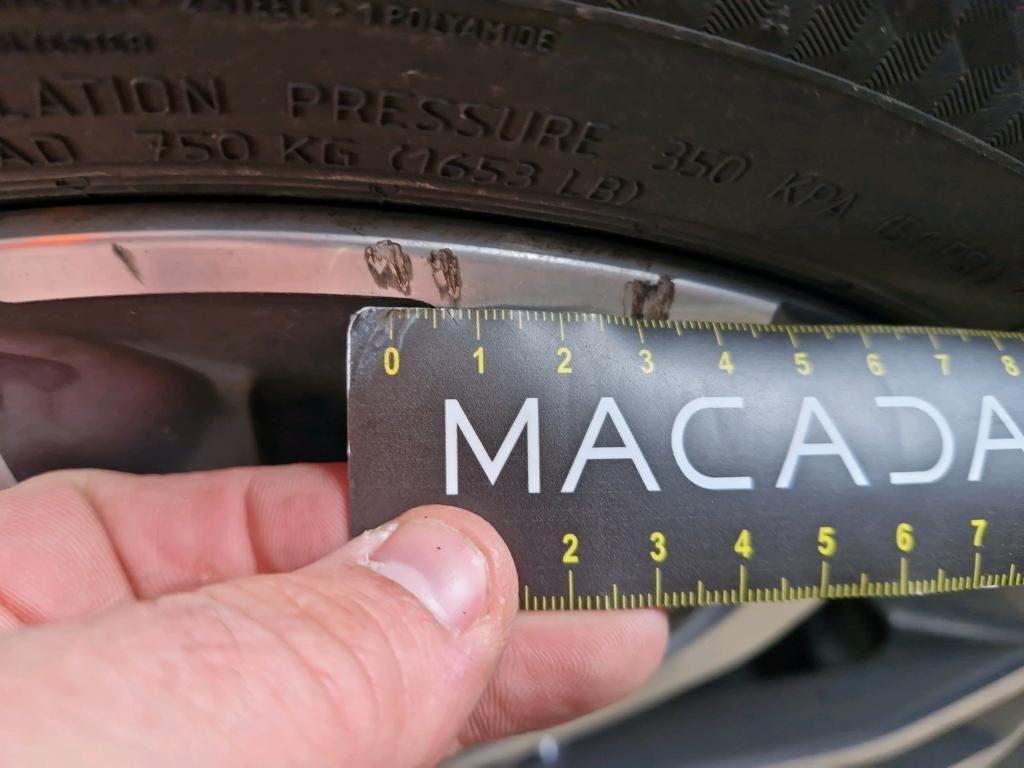 STEEL + 1 POLYAMIDE
LATION PRESSURE 350 KPA
AD 750 KG (1653 LB)
0 1 2 3 4 5 6 7 8
MACADA
2 3 4 5 6 7